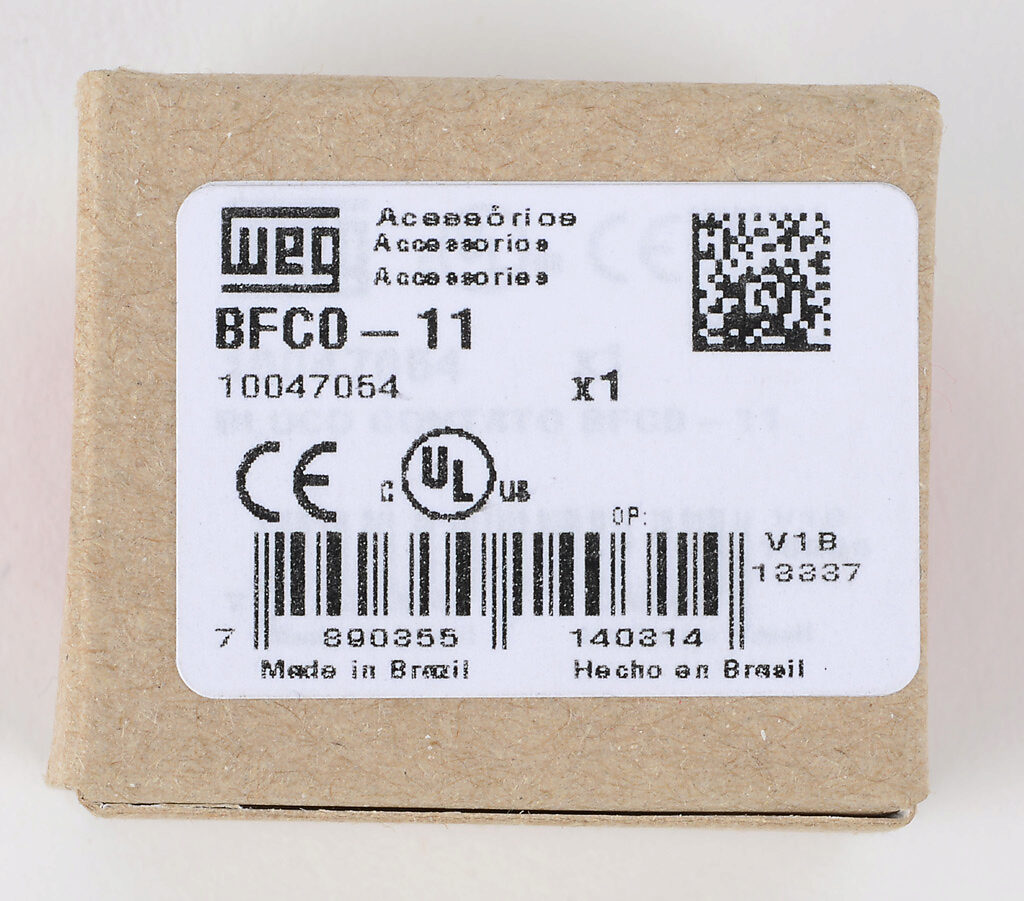 WEG
Acessórios
Accesorios
Accessories
BFC0-11
10047054 x1
CE
C UL US
OP:
V1B
13337
7 890355 140314
Made in Brazil Hecho en Brasil